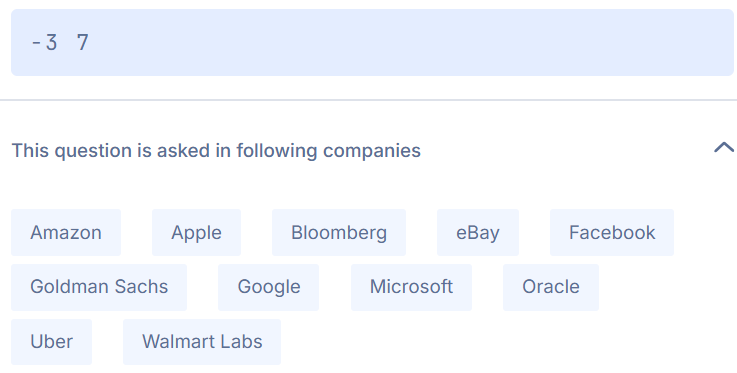 -3 7
This question is asked in following companies
Amazon Apple Bloomberg eBay Facebook
Goldman Sachs Google Microsoft Oracle
Uber Walmart Labs